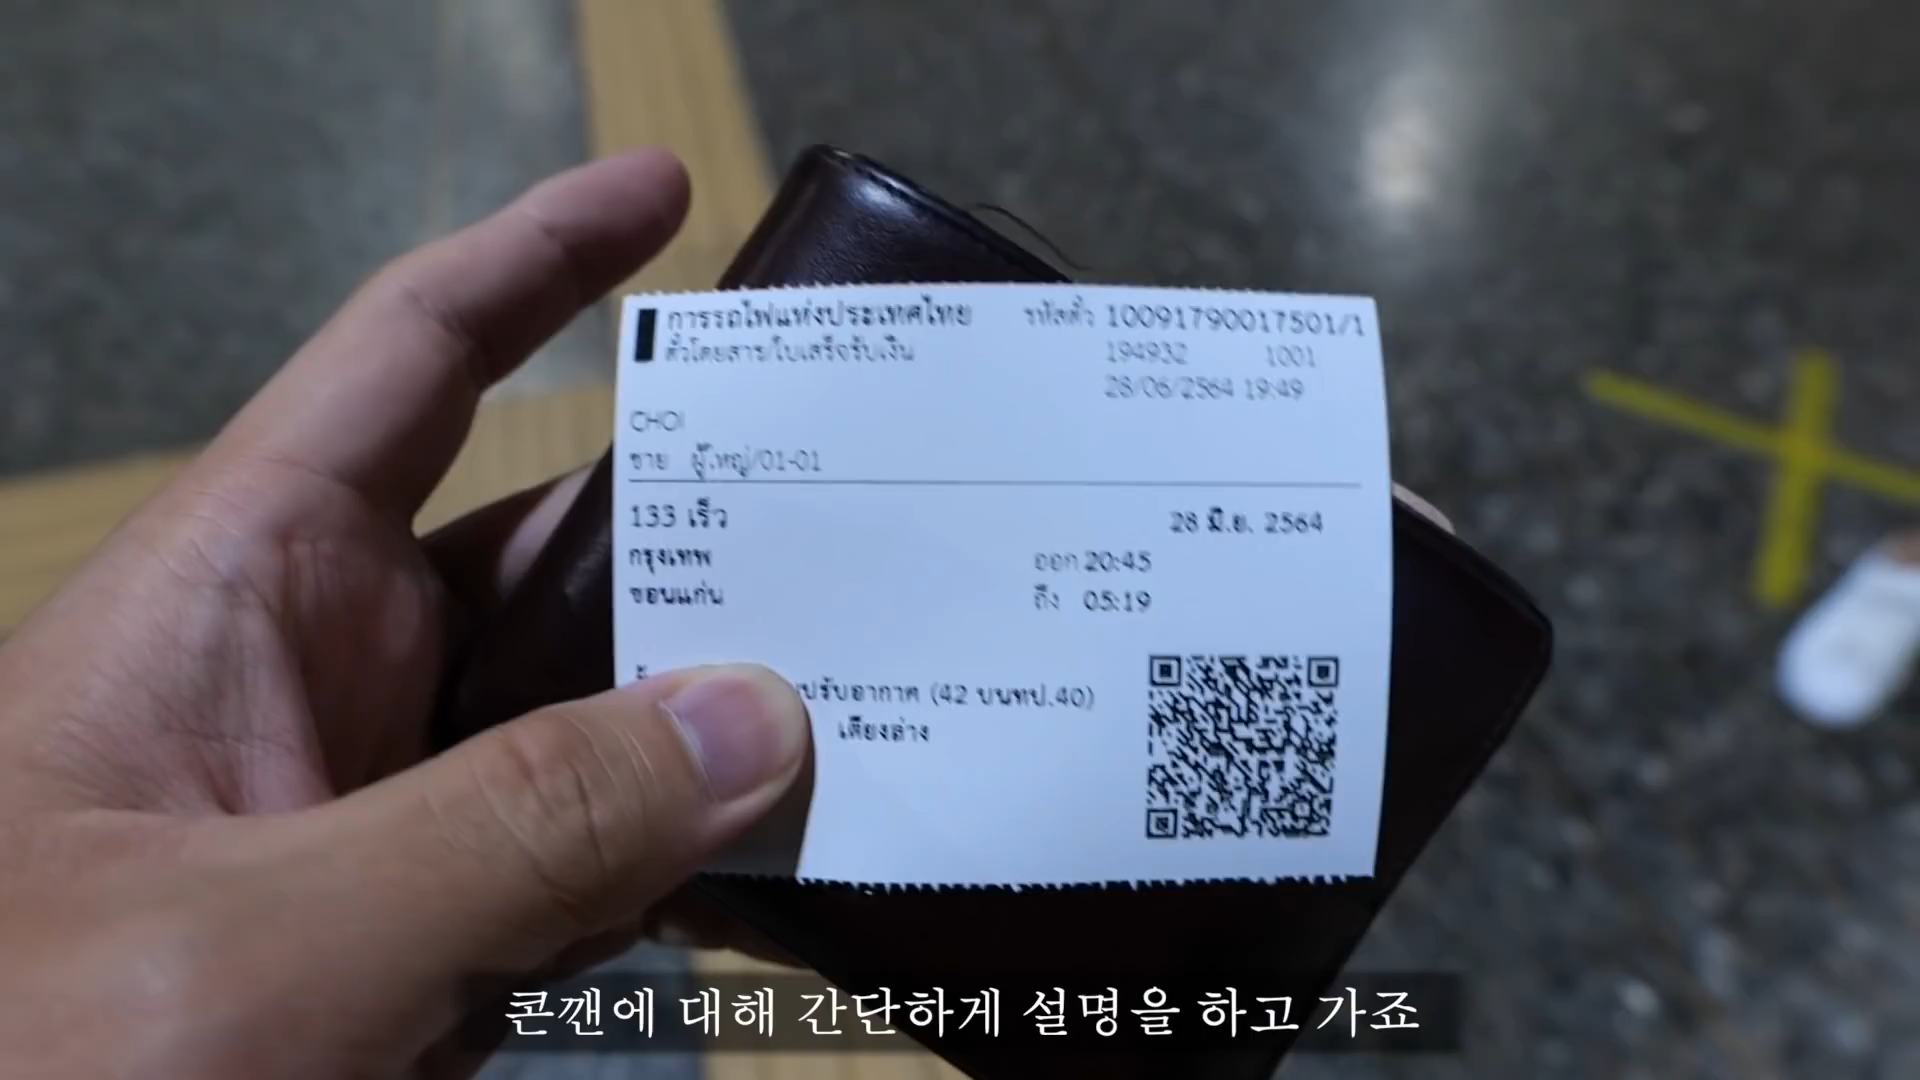 การรถไฟแห่งประเทศไทย รหัสตั๋ว 10091790017501/1
ตั๋วโดยสาร/ใบเสร็จรับเงิน 194932 1001
28/06/2564 19:49
CHOI
ชาย ผู้ใหญ่/01-01
133 เร็ว 28 มิ.ย. 2564
กรุงเทพ ออก 20:45
ขอนแก่น ถึง 05:19
ปรับอากาศ (42 บนทป.40)
เตียงล่าง
콘깬에 대해 간단하게 설명을 하고 가죠